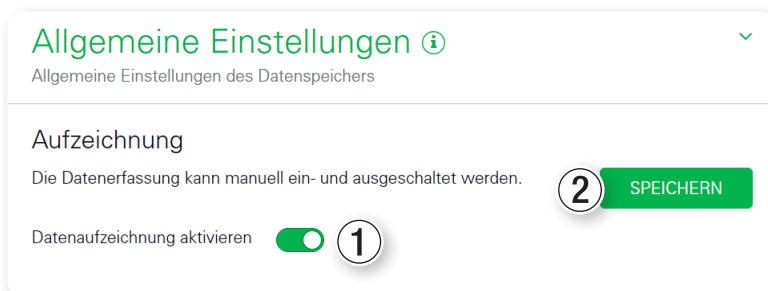 Allgemeine Einstellungen
Allgemeine Einstellungen des Datenspeichers
Aufzeichnung
Die Datenerfassung kann manuell ein- und ausgeschaltet werden.
2 SPEICHERN
Datenaufzeichnung aktivieren 1